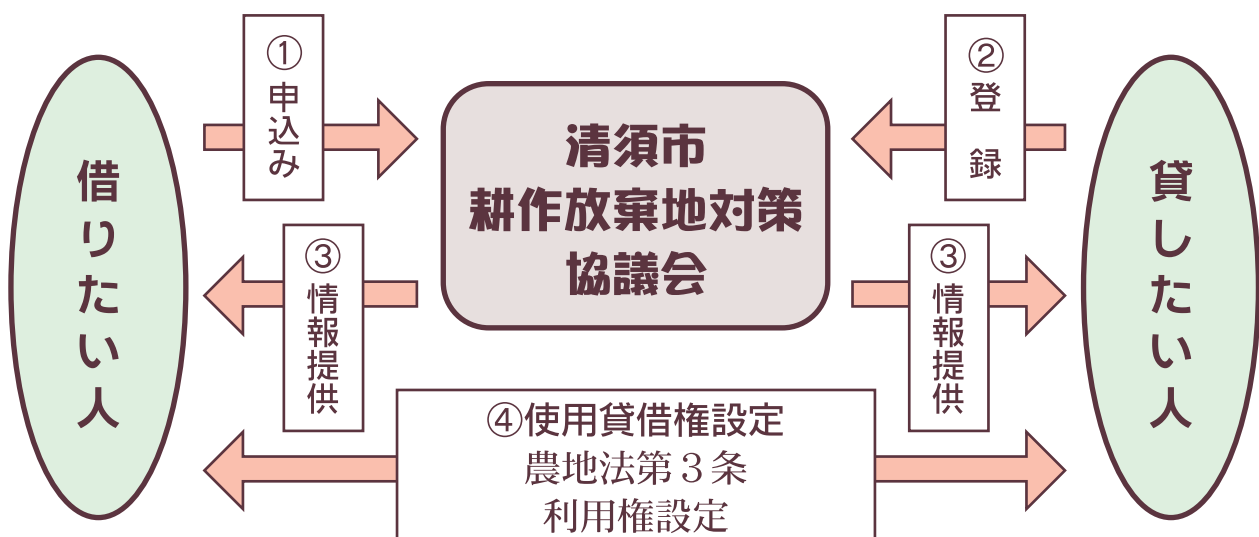 借りたい人
①申込み
清須市
耕作放棄地対策
協議会
②登 録
貸したい人
③情報提供
③情報提供
④使用貸借権設定
農地法第３条
利用権設定